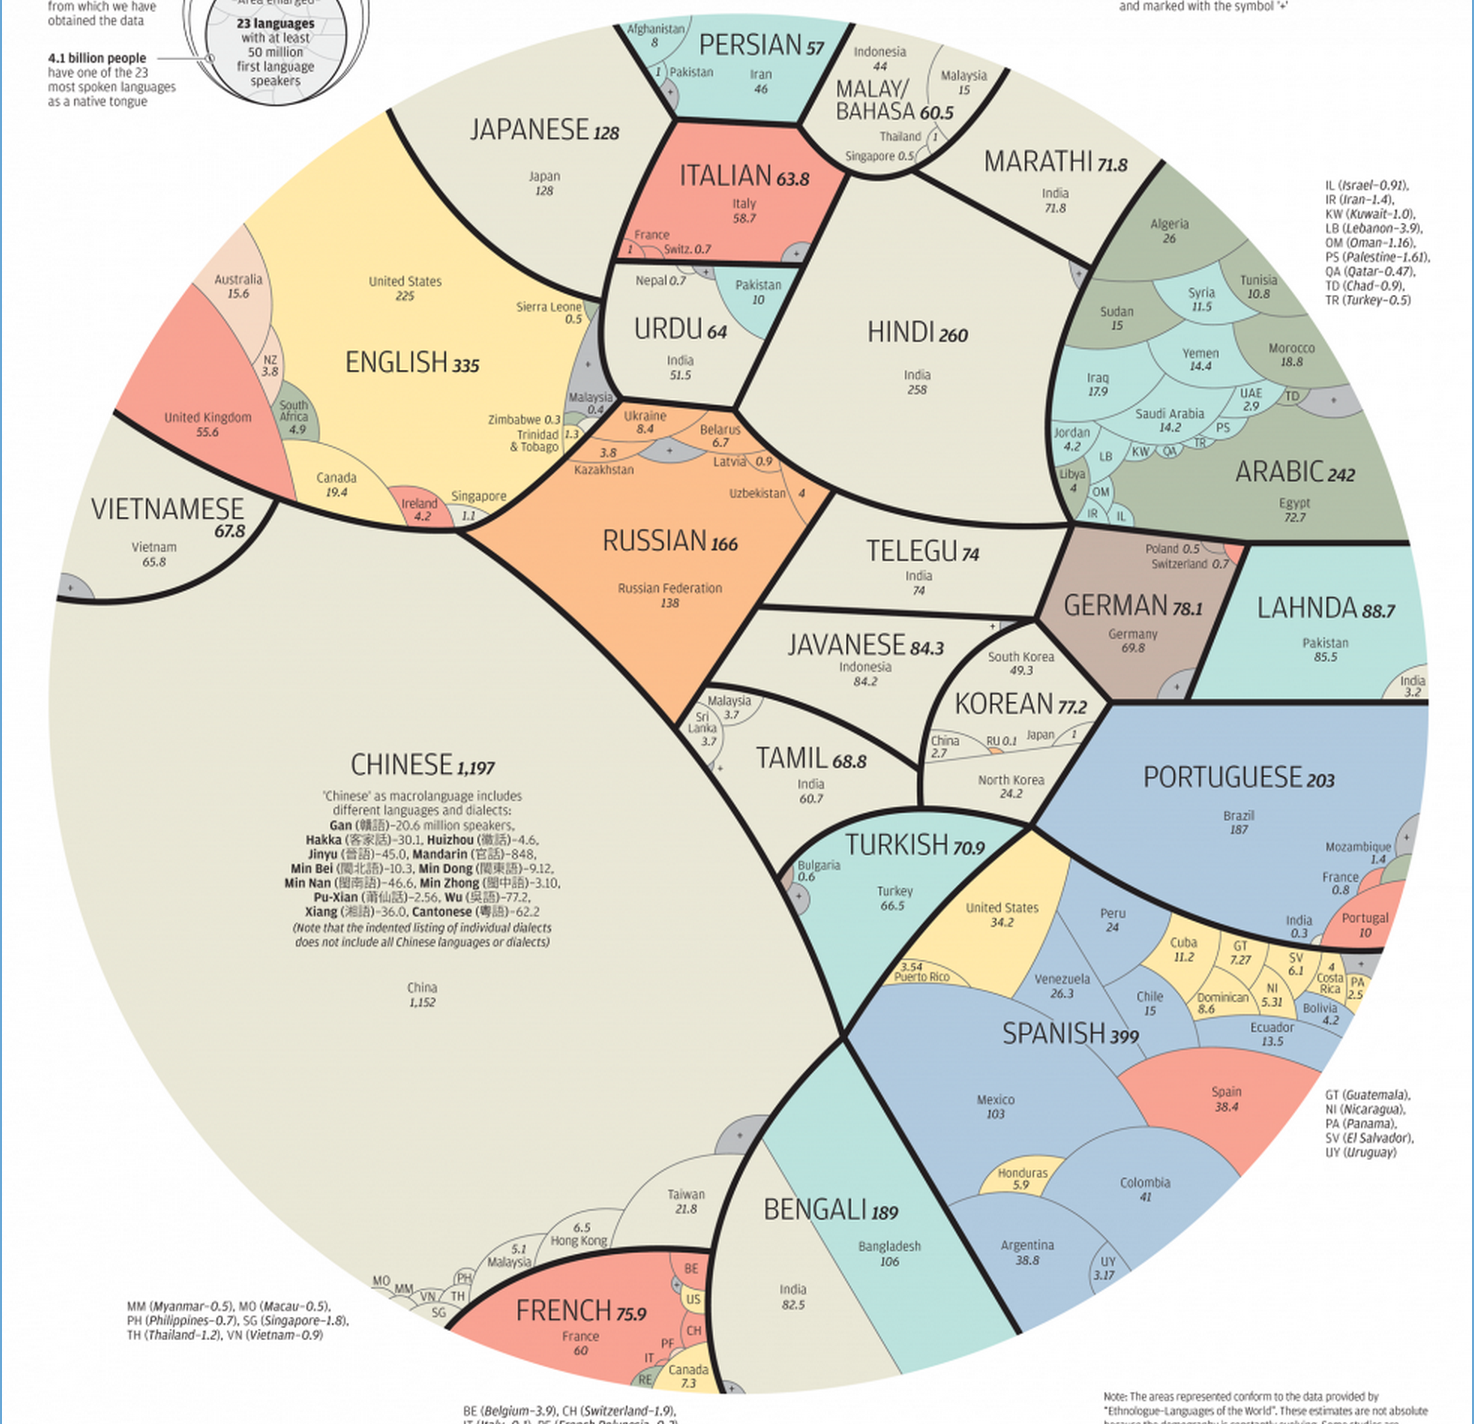 from which we have
obtained the data
4.1 billion people
have one of the 23
most spoken languages
as a native tongue
"Area enlarged"
23 languages
with at least
50 million
first language
speakers
and marked with the symbol '+'
PERSIAN 57
Afghanistan
8
1 Pakistan
Iran
46
+
MALAY/
BAHASA 60.5
Indonesia
44
Malaysia
15
Thailand 1
Singapore 0.5
JAPANESE 128
Japan
128
ITALIAN 63.8
Italy
58.7
France
1
Switz. 0.7
+
MARATHI 71.8
India
71.8
URDU 64
Nepal 0.7
+
Pakistan
10
India
51.5
HINDI 260
India
258
+
ENGLISH 335
United States
225
Australia
15.6
NZ
3.8
United Kingdom
55.6
South
Africa
4.9
Canada
19.4
Ireland
4.2
Singapore
1.1
Sierra Leone
0.5
+
Malaysia
0.4
Zimbabwe 0.3
Trinidad
& Tobago
1.3
VIETNAMESE
67.8
Vietnam
65.8
+
RUSSIAN 166
Ukraine
8.4
Belarus
6.7
+
3.8
Kazakhstan
Latvia 0.9
Uzbekistan 4
Russian Federation
138
ARABIC 242
Algeria
26
Tunisia
10.8
Syria
11.5
Sudan
15
Yemen
14.4
Morocco
18.8
Iraq
17.9
UAE
2.9
TD
+
Saudi Arabia
14.2
Jordan
4.2
PS
TR
QA
KW
LB
Libya
4
OM
IR
IL
Egypt
72.7
IL (Israel–0.91),
IR (Iran–1.4),
KW (Kuwait–1.0),
LB (Lebanon–3.9),
OM (Oman–1.16),
PS (Palestine–1.61),
QA (Qatar–0.47),
TD (Chad–0.9),
TR (Turkey–0.5)
TELEGU 74
India
74
GERMAN 78.1
Poland 0.5
Switzerland 0.7
Germany
69.8
+
LAHNDA 88.7
Pakistan
85.5
India
3.2
JAVANESE 84.3
Indonesia
84.2
+
KOREAN 77.2
South Korea
49.3
China
2.7
RU 0.1
Japan 1
North Korea
24.2
TAMIL 68.8
Malaysia
3.7
Sri
Lanka
3.7
+
India
60.7
PORTUGUESE 203
Brazil
187
+
Mozambique
1.4
France
0.8
Portugal
10
India
0.3
TURKISH 70.9
Bulgaria
0.6
+
Turkey
66.5
CHINESE 1,197
'Chinese' as macrolanguage includes
different languages and dialects:
Gan (贛語)–20.6 million speakers,
Hakka (客家話)–30.1, Huizhou (徽話)–4.6,
Jinyu (晉語)–45.0, Mandarin (官話)–848,
Min Bei (閩北語)–10.3, Min Dong (閩東語)–9.12,
Min Nan (閩南語)–46.6, Min Zhong (閩中語)–3.10,
Pu-Xian (莆仙話)–2.56, Wu (吳語)–77.2,
Xiang (湘語)–36.0, Cantonese (粵語)–62.2
(Note that the indented listing of individual dialects
does not include all Chinese languages or dialects)
China
1,152
+
Taiwan
21.8
6.5
Hong Kong
5.1
Malaysia
PH
TH
VN
SG
MM
MO
MM (Myanmar–0.5), MO (Macau–0.5),
PH (Philippines–0.7), SG (Singapore–1.8),
TH (Thailand–1.2), VN (Vietnam–0.9)
SPANISH 399
United States
34.2
3.54
Puerto Rico
Peru
24
Venezuela
26.3
Chile
15
Cuba
11.2
GT
7.27
Dominican
8.6
NI
5.31
SV
6.1
4
Costa
Rica
+
PA
2.5
Bolivia
4.2
Ecuador
13.5
Mexico
103
Spain
38.4
Honduras
5.9
Colombia
41
Argentina
38.8
UY
3.17
GT (Guatemala),
NI (Nicaragua),
PA (Panama),
SV (El Salvador),
UY (Uruguay)
BENGALI 189
Bangladesh
106
India
82.5
+
FRENCH 75.9
France
60
BE
+
US
CH
PF
IT
RE
Canada
7.3
BE (Belgium–3.9), CH (Switzerland–1.9),
Note: The areas represented conform to the data provided by
"Ethnologue-Languages of the World". These estimates are not absolute